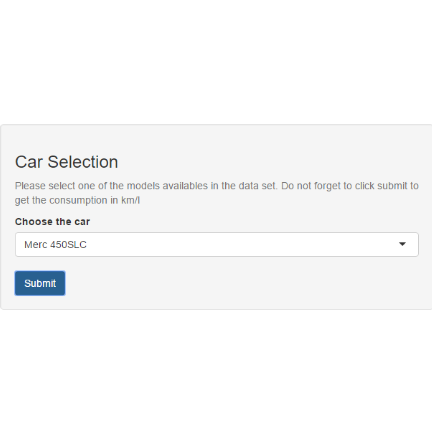 Car Selection
Please select one of the models availables in the data set. Do not forget to click submit to
get the consumption in km/l
Choose the car
Merc 450SLC
Submit